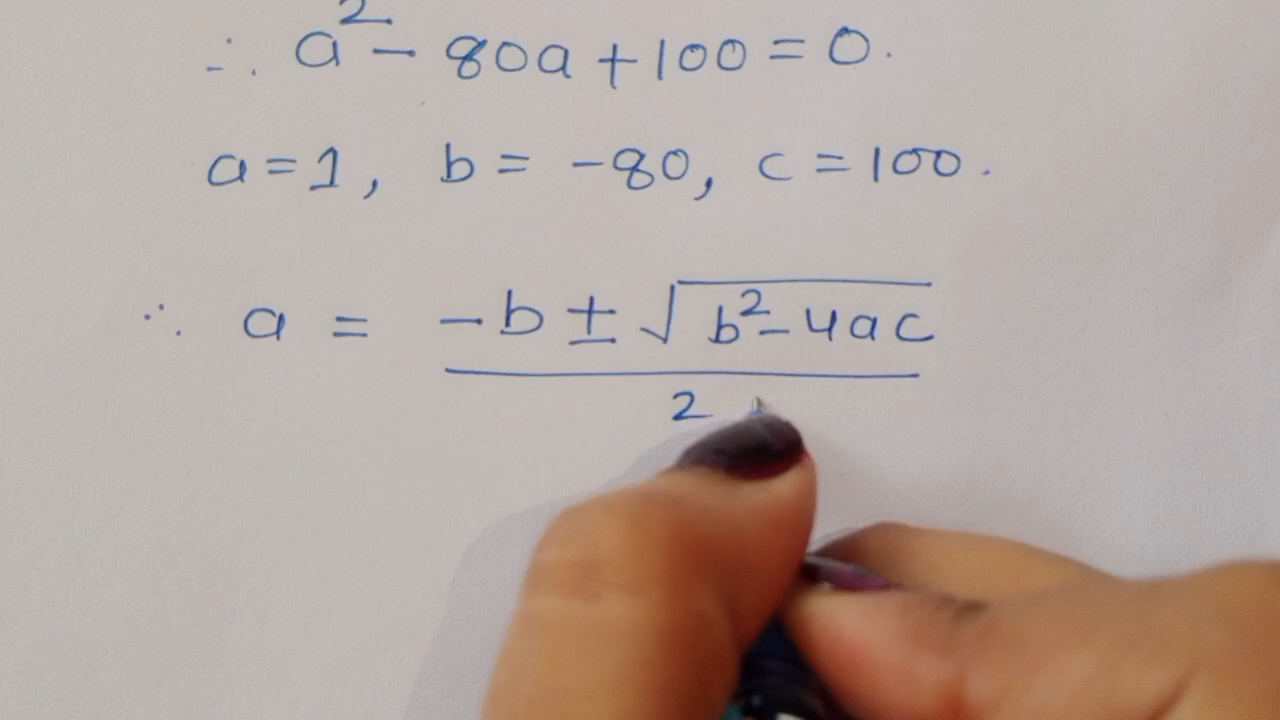 ∴ a² - 80a + 100 = 0.
a = 1, b = -80, c = 100.
∴ a = -b ± √(b² - 4ac) / 2